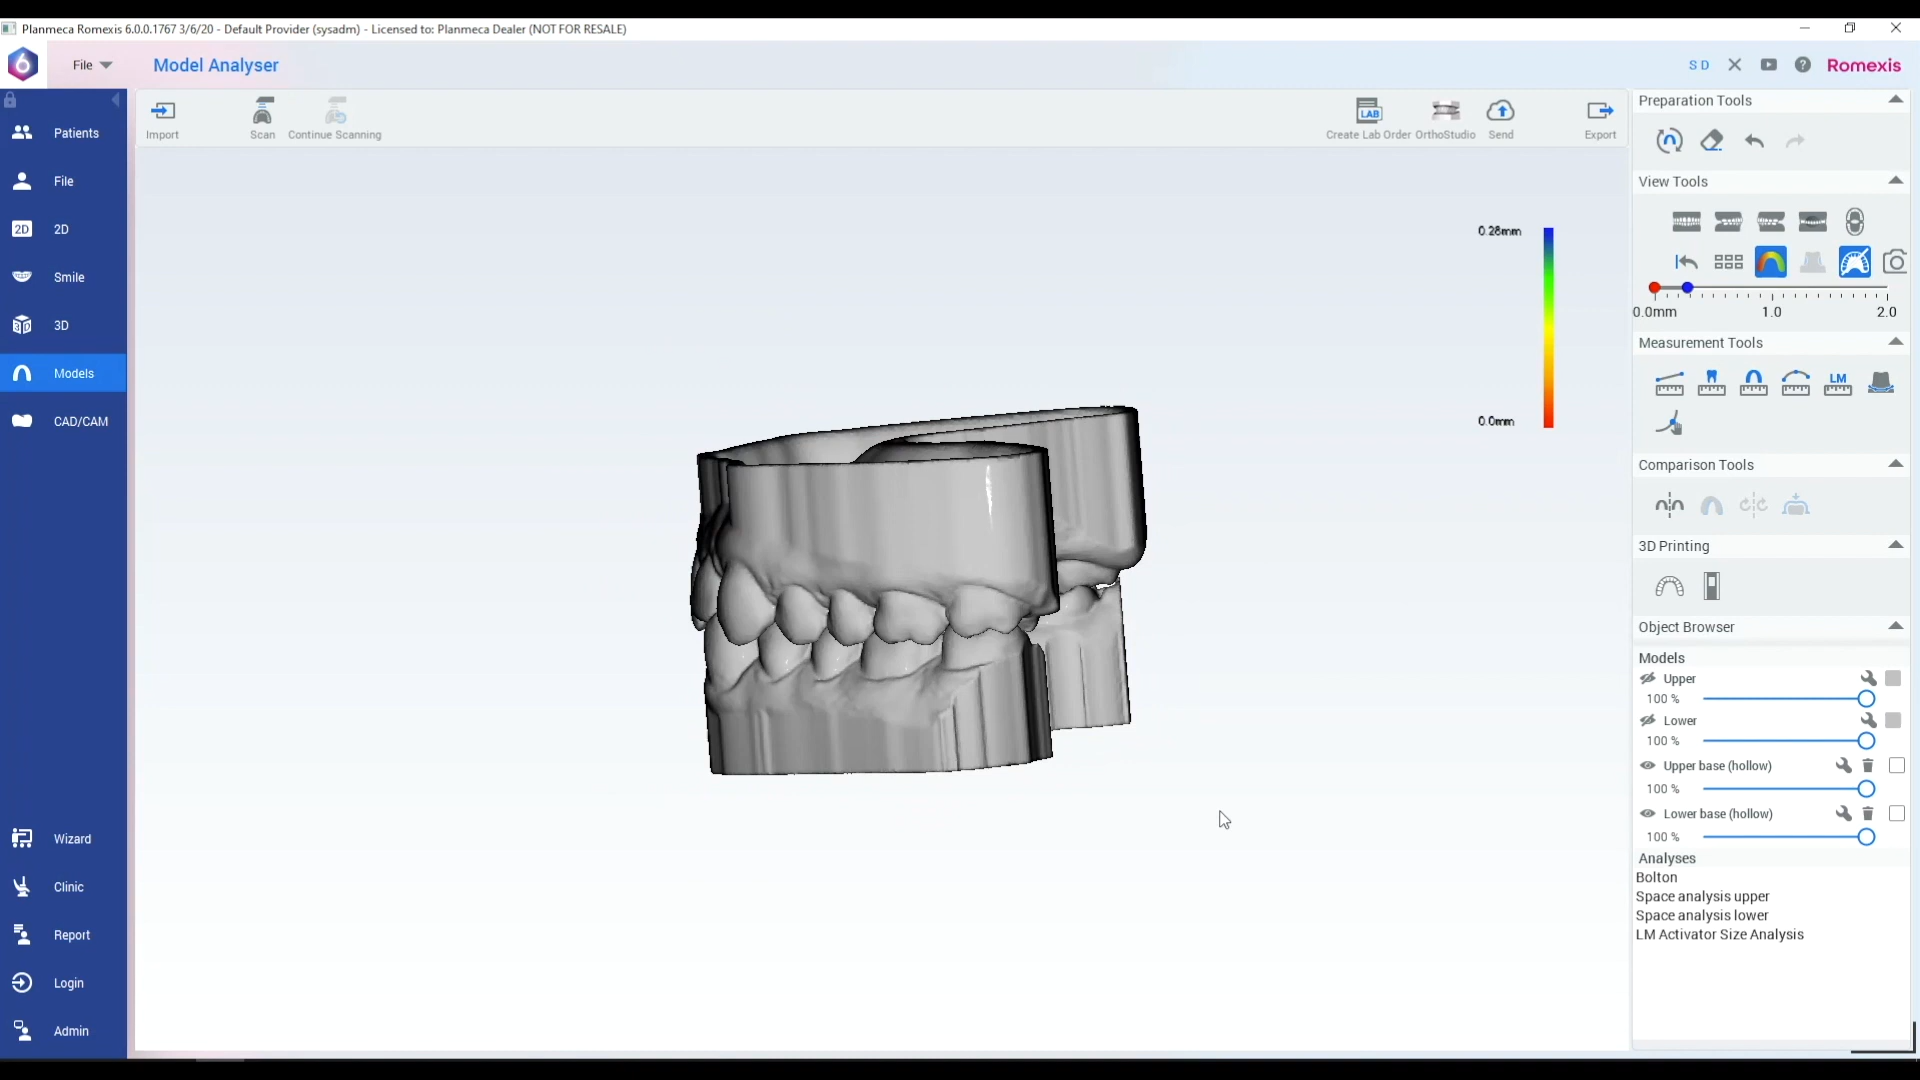 Planmeca Romexis 6.0.0.1767 3/6/20 - Default Provider (sysadm) - Licensed to: Planmeca Dealer (NOT FOR RESALE)
6
File
Model Analyser
S D
?
Romexis
Patients
File
2D
2D
Smile
3D
3D
Models
CAD/CAM
Wizard
Clinic
Report
Login
Admin
Import
Scan
Continue Scanning
LAB
Create Lab Order
OrthoStudio
Send
Export
0.28mm
0.0mm
Preparation Tools
View Tools
0.0mm
1.0
2.0
Measurement Tools
LM
Comparison Tools
3D Printing
Object Browser
Models
Upper
100 %
Lower
100 %
Upper base (hollow)
100 %
Lower base (hollow)
100 %
Analyses
Bolton
Space analysis upper
Space analysis lower
LM Activator Size Analysis